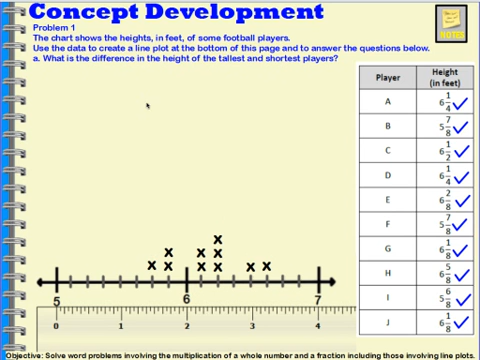 Concept Development
NOTES
Problem 1
The chart shows the heights, in feet, of some football players.
Use the data to create a line plot at the bottom of this page and to answer the questions below.
a. What is the difference in the height of the tallest and shortest players?
Player Height (in feet)
A 6 1/4
B 5 7/8
C 6 1/2
D 6 1/4
E 6 2/8
F 5 7/8
G 6 1/8
H 6 5/8
I 5 6/8
J 6 1/8
X
X X X
X X X X X X
5 6 7
0 1 2 3 4
Objective: Solve word problems involving the multiplication of a whole number and a fraction including those involving line plots.